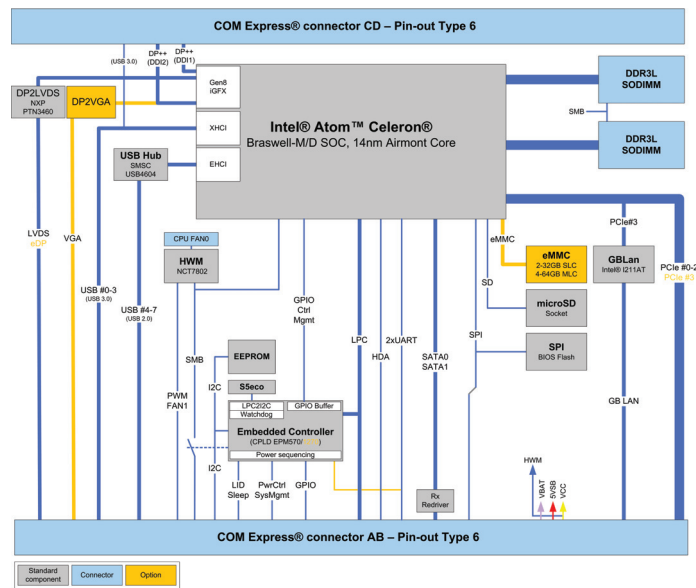 COM Express® connector CD – Pin-out Type 6
(USB 3.0)
DP++
(DDI2)
DP++
(DDI1)
DP2LVDS
NXP
PTN3460
DP2VGA
Gen8
iGFX
XHCI
EHCI
USB Hub
SMSC
USB4604
Intel® Atom™ Celeron®
Braswell-M/D SOC, 14nm Airmont Core
DDR3L
SODIMM
SMB
DDR3L
SODIMM
LVDS
eDP
VGA
USB #0-3
(USB 3.0)
USB #4-7
(USB 2.0)
CPU FAN0
HWM
NCT7802
GPIO
Ctrl
Mgmt
LPC
HDA
2xUART
SATA0
SATA1
SPI
SD
eMMC
eMMC
2-32GB SLC
4-64GB MLC
microSD
Socket
SPI
BIOS Flash
PCIe#3
GBLan
Intel® I211AT
PCIe #0-2
PCIe #3
GB LAN
PWM
FAN1
SMB
I2C
EEPROM
S5eco
LPC2I2C
Watchdog
GPIO Buffer
Embedded Controller
(CPLD EPM570/
Power sequencing
I2C
LID
Sleep
PwrCtrl
SysMgmt
GPIO
Rx
Redriver
HWM
VBAT
5VSB
VCC
COM Express® connector AB – Pin-out Type 6
Standard
component
Connector
Option